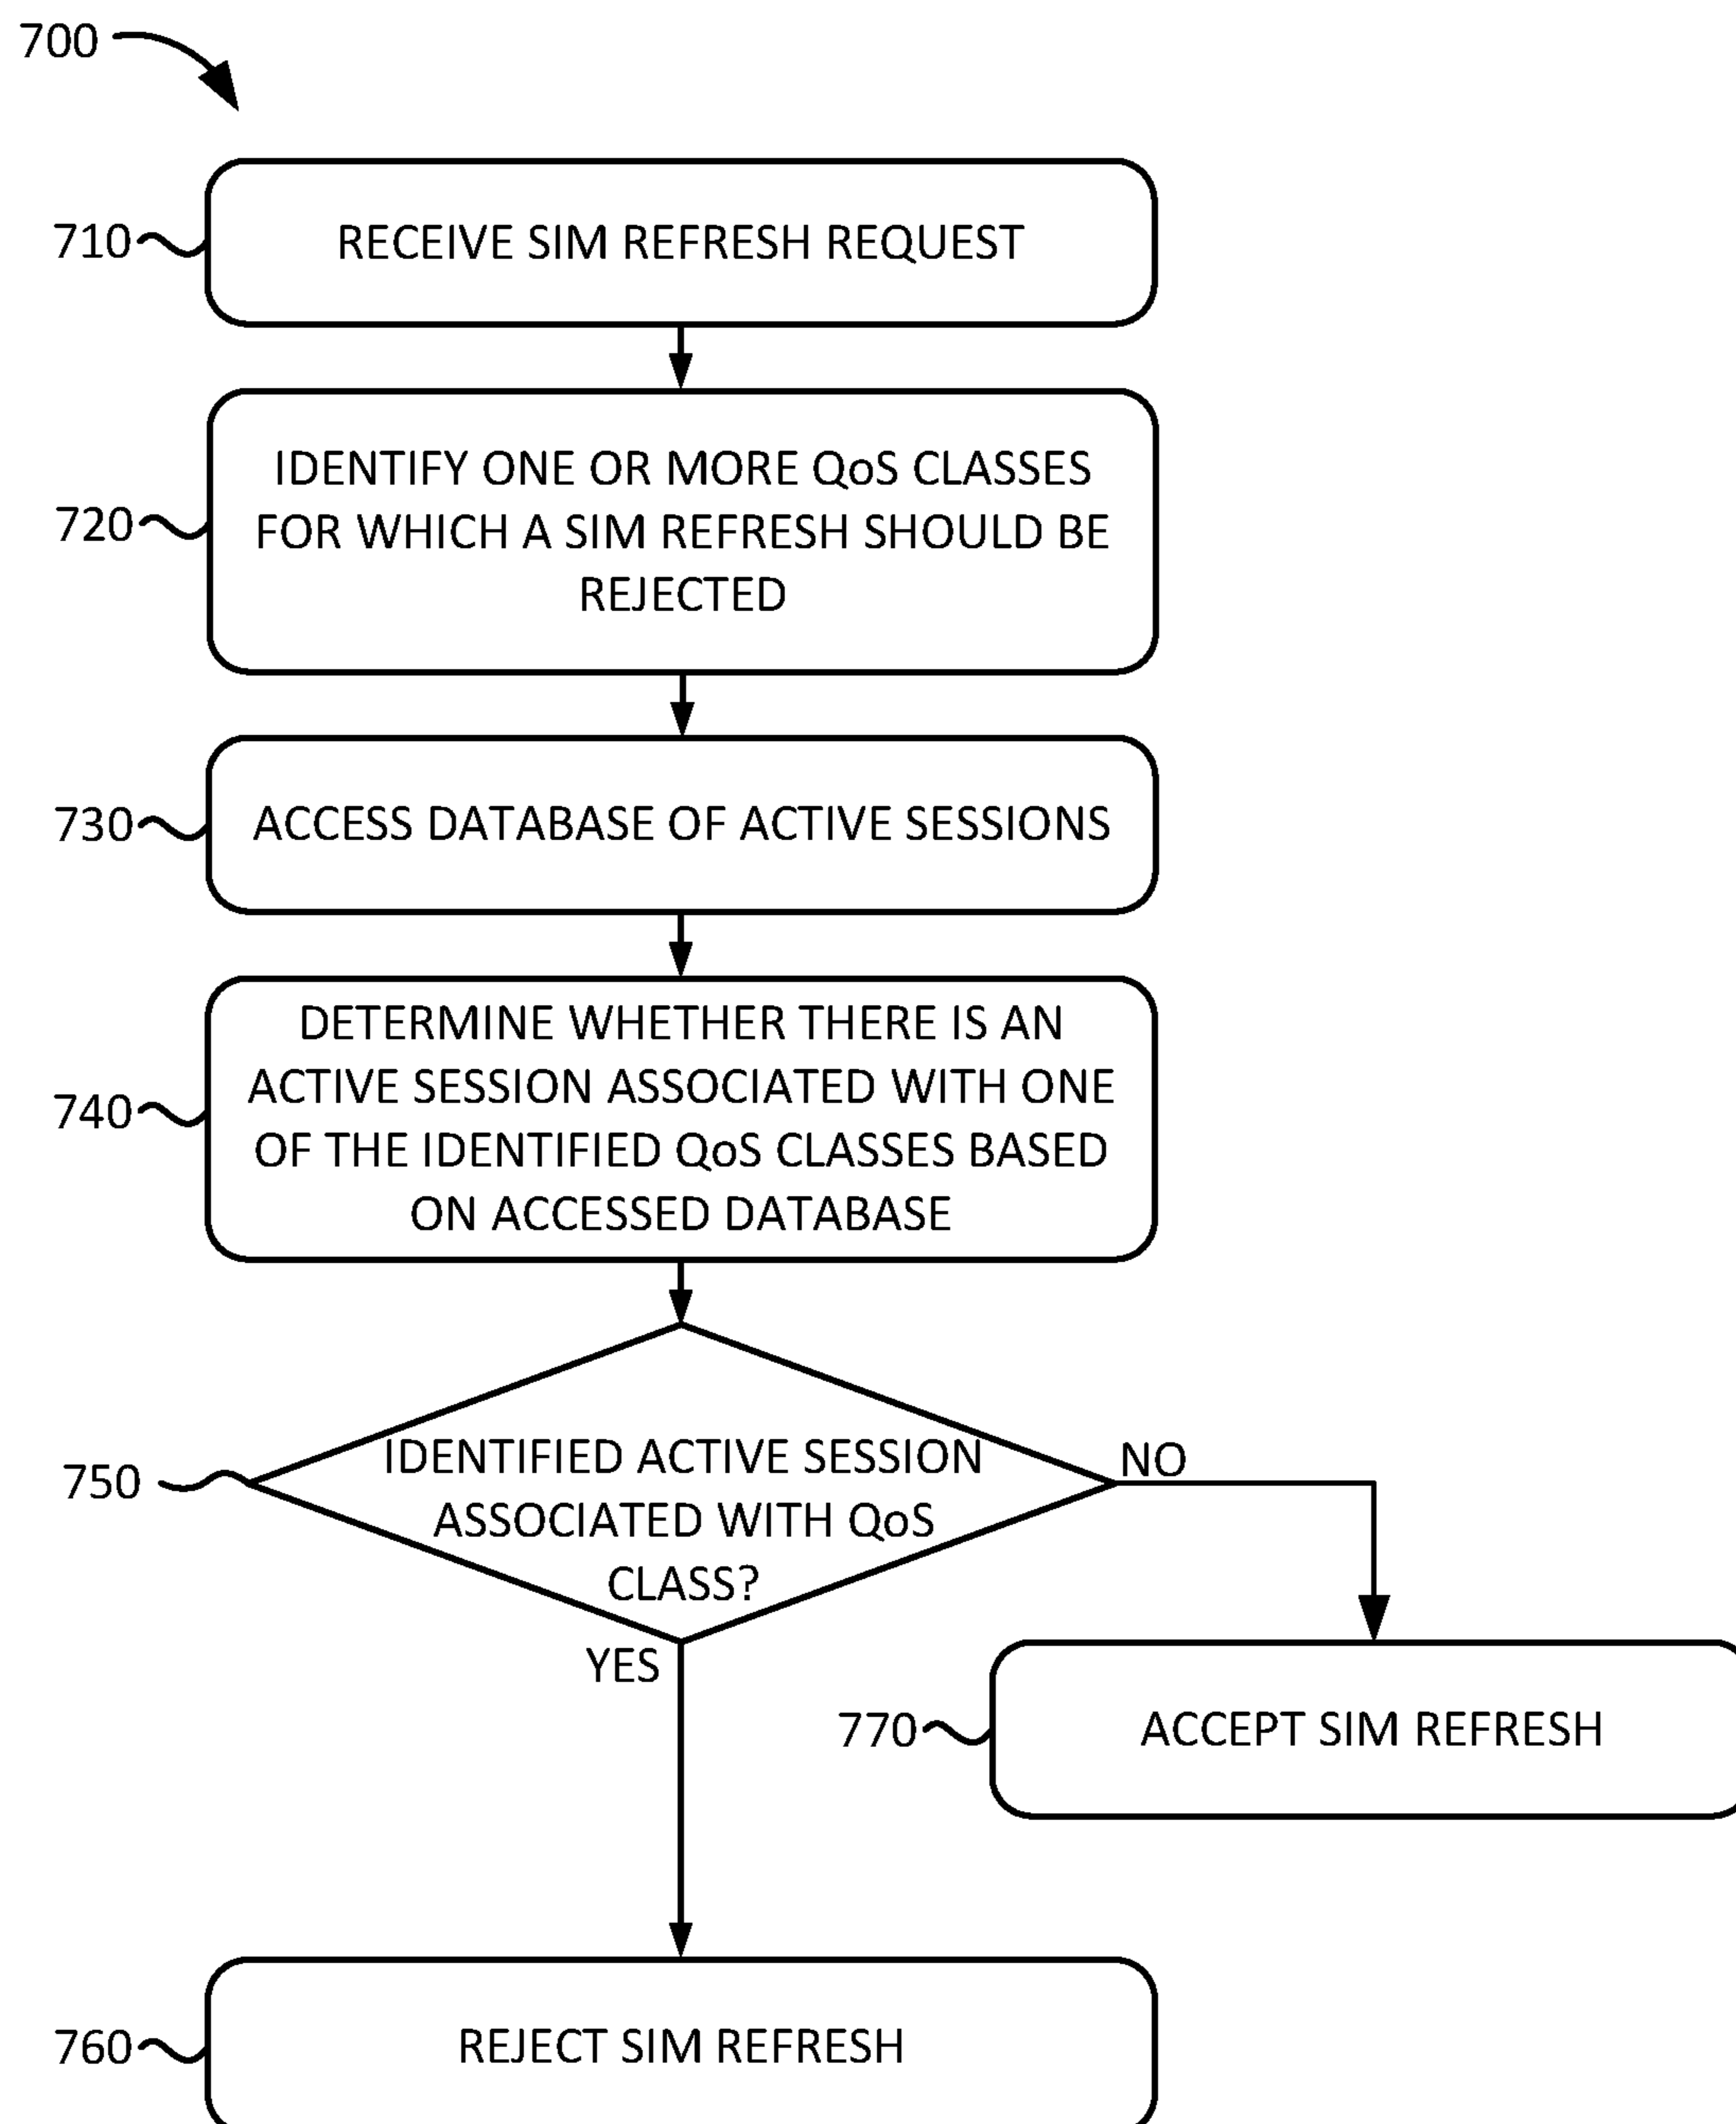 700
710
RECEIVE SIM REFRESH REQUEST
720
IDENTIFY ONE OR MORE QoS CLASSES
FOR WHICH A SIM REFRESH SHOULD BE
REJECTED
730
ACCESS DATABASE OF ACTIVE SESSIONS
740
DETERMINE WHETHER THERE IS AN
ACTIVE SESSION ASSOCIATED WITH ONE
OF THE IDENTIFIED QoS CLASSES BASED
ON ACCESSED DATABASE
750
IDENTIFIED ACTIVE SESSION
ASSOCIATED WITH QoS
CLASS?
NO
YES
770
ACCEPT SIM REFRESH
760
REJECT SIM REFRESH